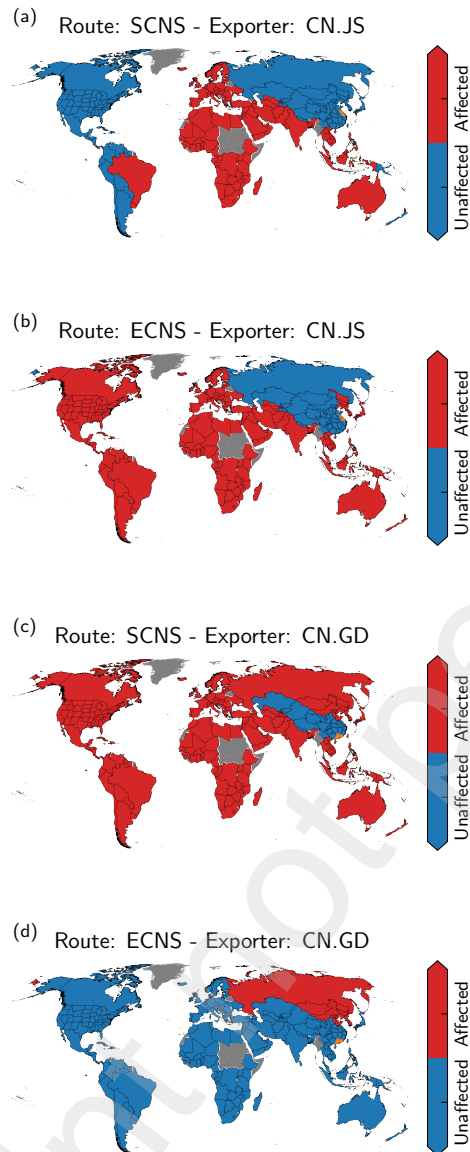 (a)
Route: SCNS - Exporter: CN.JS
Affected
Unaffected
(b)
Route: ECNS - Exporter: CN.JS
Affected
Unaffected
(c)
Route: SCNS - Exporter: CN.GD
Affected
Unaffected
(d)
Route: ECNS - Exporter: CN.GD
Affected
Unaffected
not